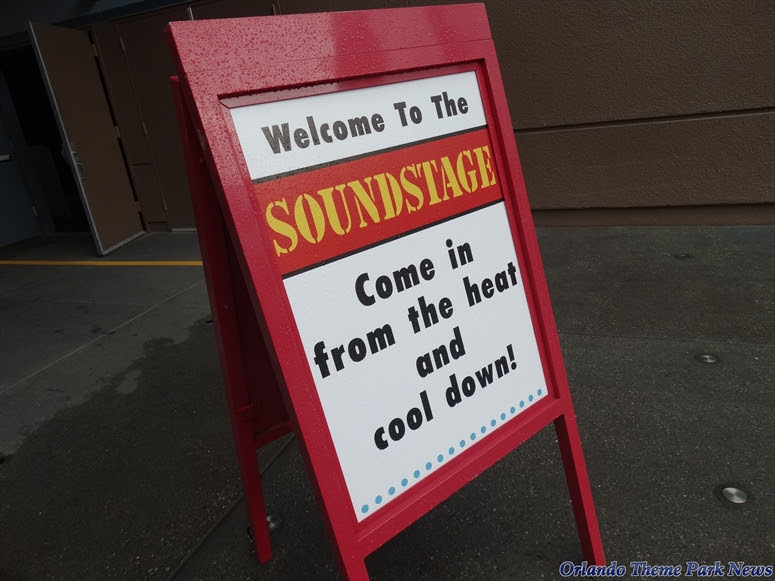 Welcome To The
SOUNDSTAGE
Come in
from the heat
and
cool down!
Orlando Theme Park News